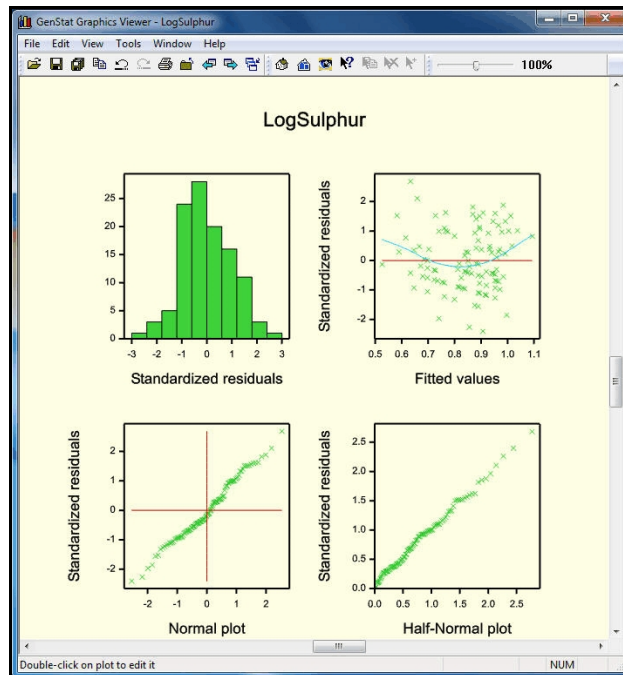 GenStat Graphics Viewer - LogSulphur
File Edit View Tools Window Help
100%
LogSulphur
Standardized residuals
25
20
15
10
5
0
-3 -2 -1 0 1 2 3
Standardized residuals
2
1
0
-1
-2
0.5 0.6 0.7 0.8 0.9 1.0 1.1
Fitted values
Standardized residuals
2
1
0
-1
-2
-2 -1 0 1 2
Normal plot
Standardized residuals
2.5
2.0
1.5
1.0
0.5
0.0
0.0 0.5 1.0 1.5 2.0 2.5
Half-Normal plot
Double-click on plot to edit it
NUM